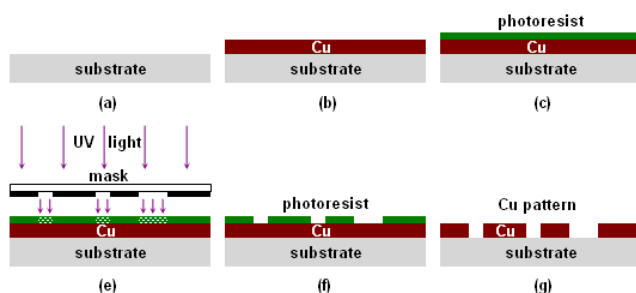 substrate
(a)
Cu
substrate
(b)
photoresist
Cu
substrate
(c)
UV light
mask
Cu
substrate
(e)
photoresist
Cu
substrate
(f)
Cu pattern
Cu
substrate
(g)